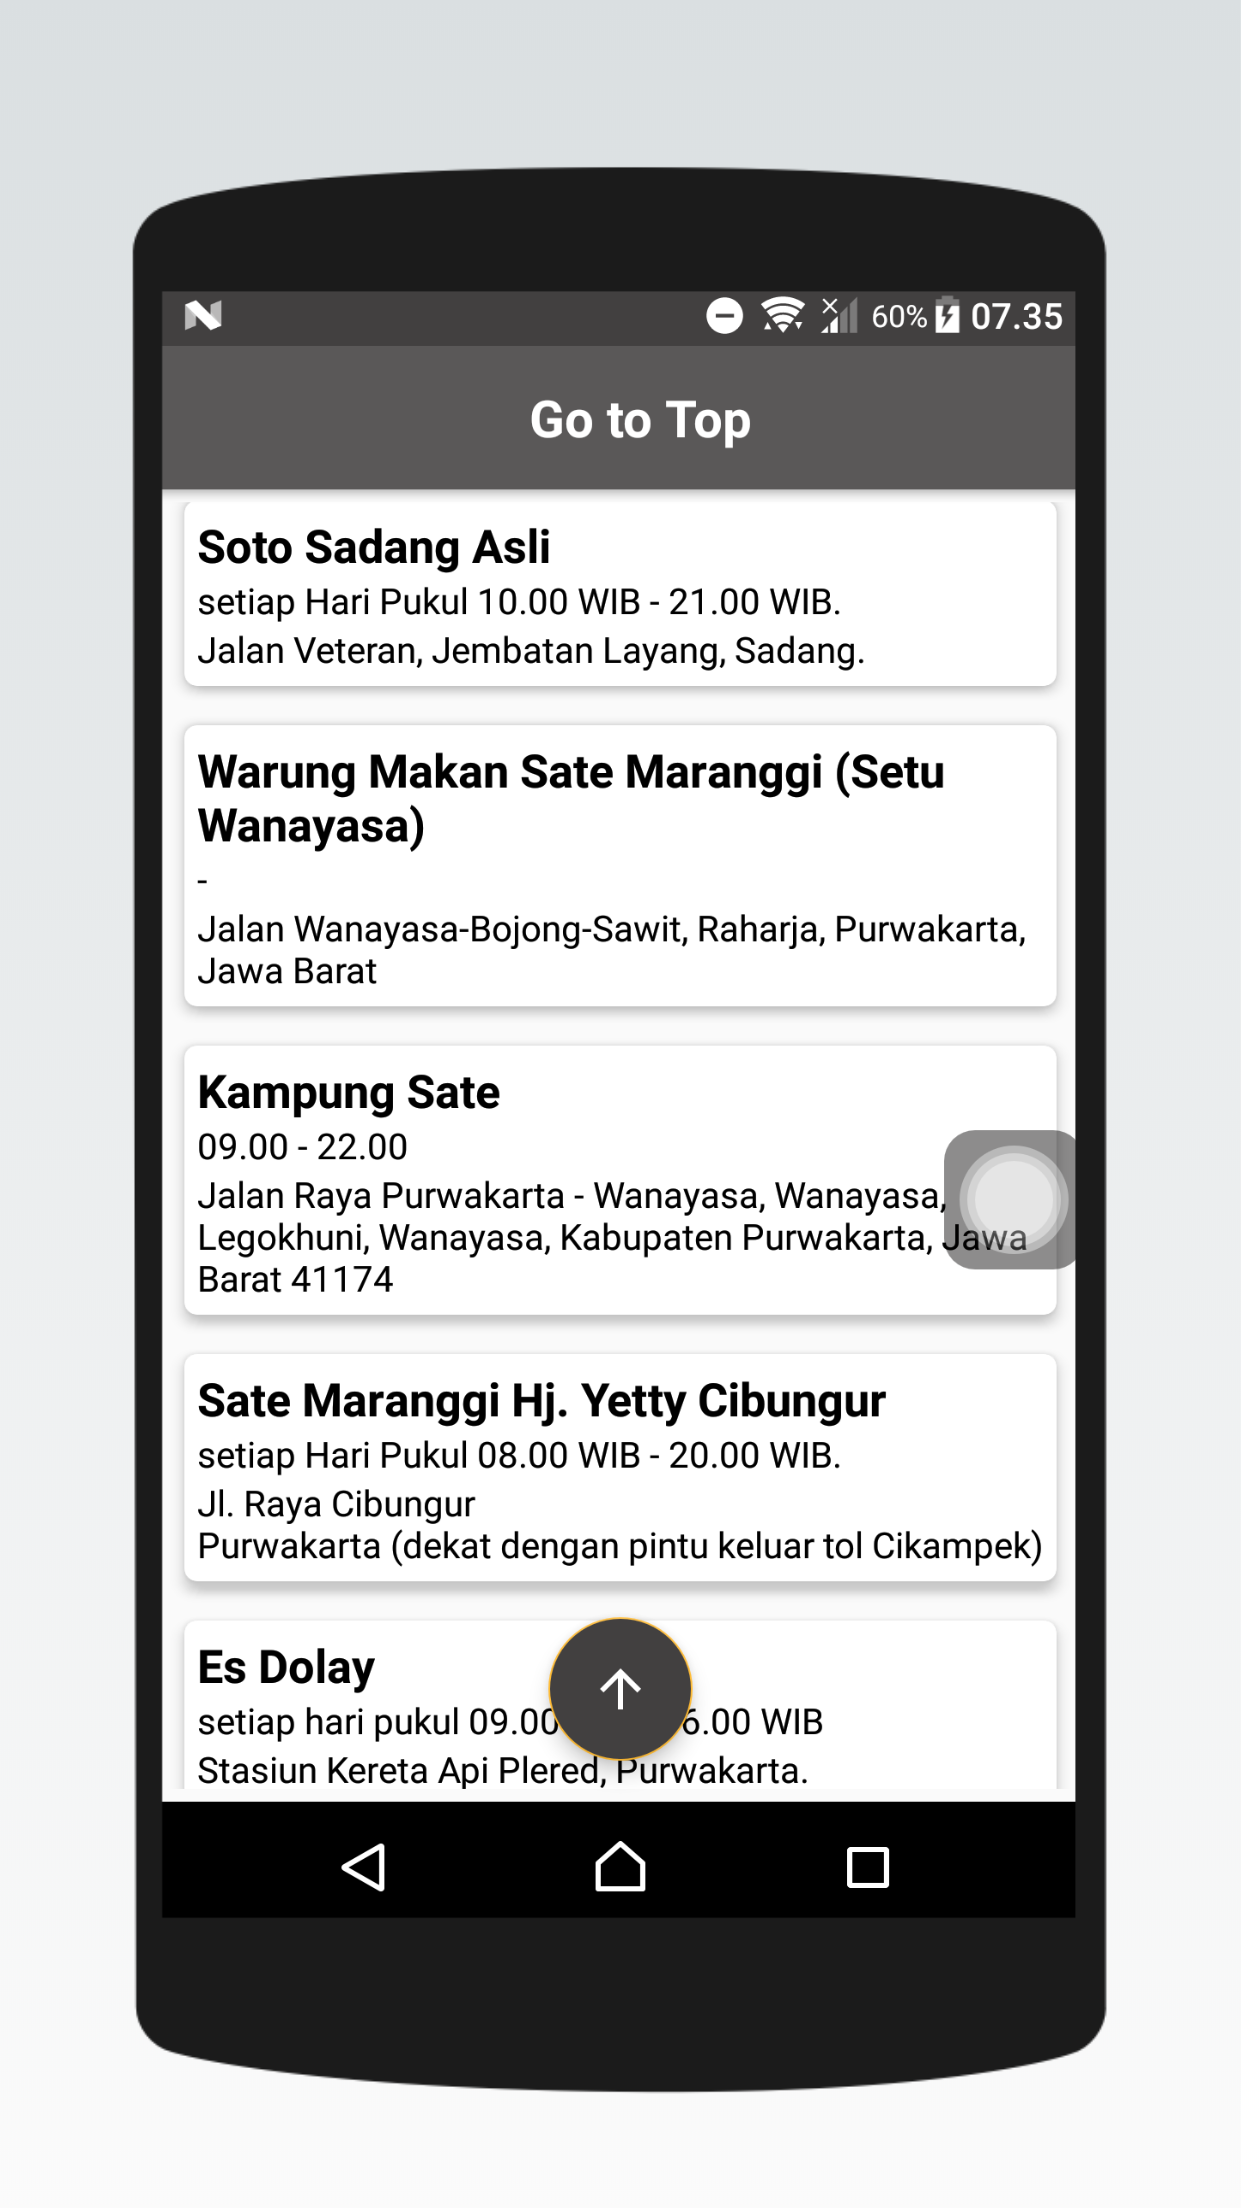 60% 07.35
Go to Top
Soto Sadang Asli
setiap Hari Pukul 10.00 WIB - 21.00 WIB.
Jalan Veteran, Jembatan Layang, Sadang.
Warung Makan Sate Maranggi (Setu
Wanayasa)
-
Jalan Wanayasa-Bojong-Sawit, Raharja, Purwakarta,
Jawa Barat
Kampung Sate
09.00 - 22.00
Jalan Raya Purwakarta - Wanayasa, Wanayasa,
Legokhuni, Wanayasa, Kabupaten Purwakarta, Jawa
Barat 41174
Sate Maranggi Hj. Yetty Cibungur
setiap Hari Pukul 08.00 WIB - 20.00 WIB.
Jl. Raya Cibungur
Purwakarta (dekat dengan pintu keluar tol Cikampek)
Es Dolay
setiap hari pukul 09.00 6.00 WIB
Stasiun Kereta Api Plered, Purwakarta.